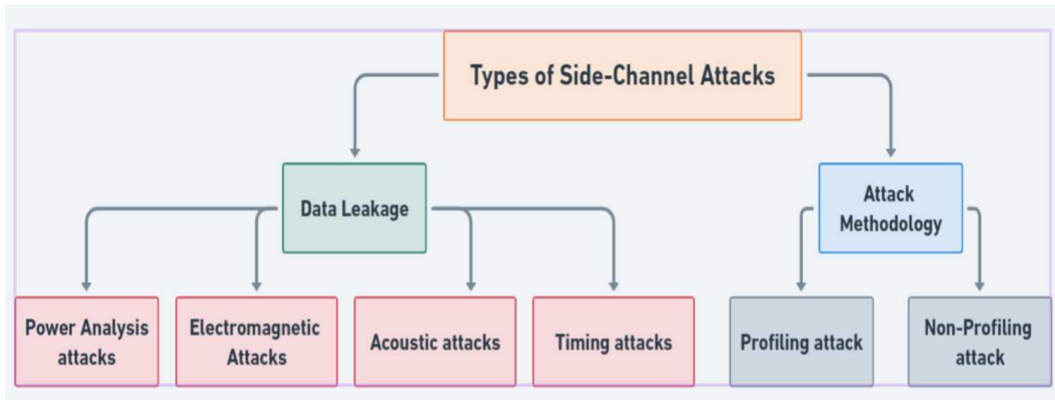 Types of Side-Channel Attacks
Data Leakage
Attack
Methodology
Power Analysis
attacks
Electromagnetic
Attacks
Acoustic attacks
Timing attacks
Profiling attack
Non-Profiling
attack